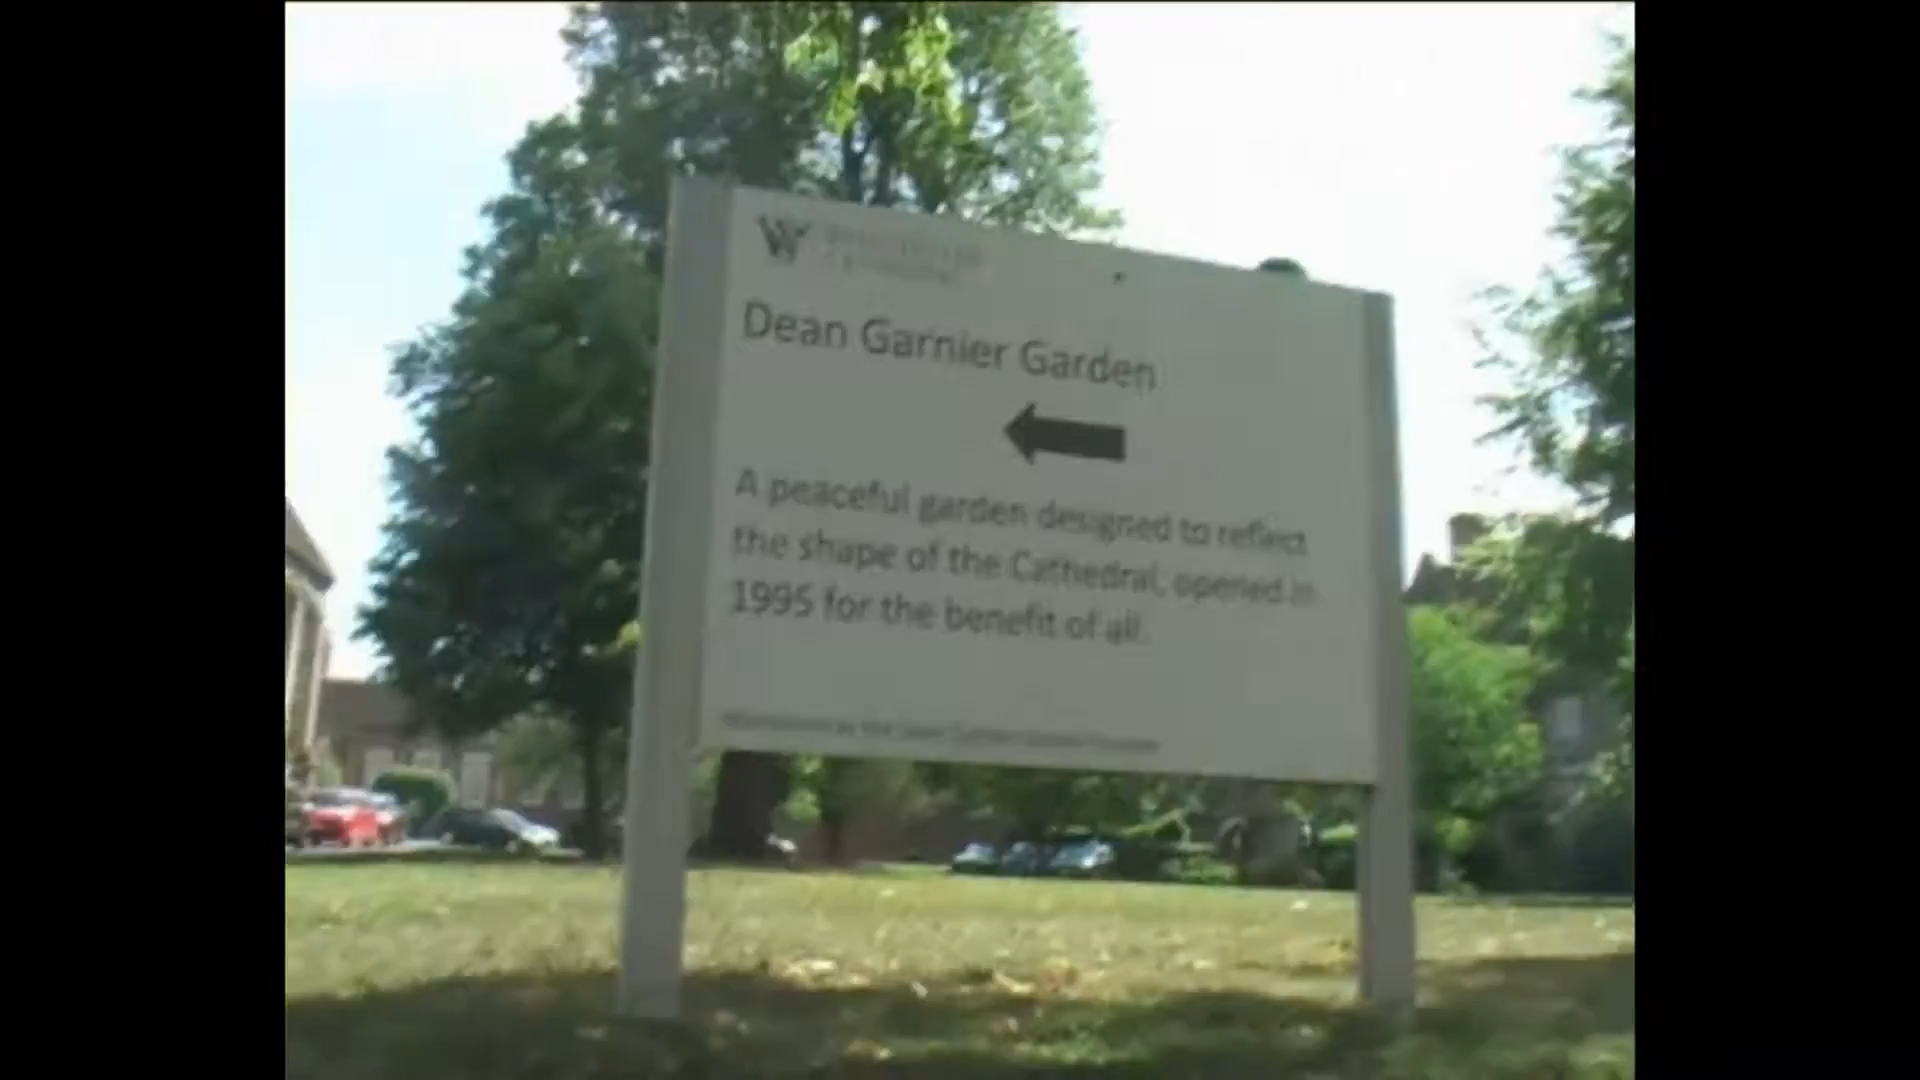 W
Dean Garnier Garden
A peaceful garden designed to reflect
the shape of the Cathedral, opened in
1995 for the benefit of all.